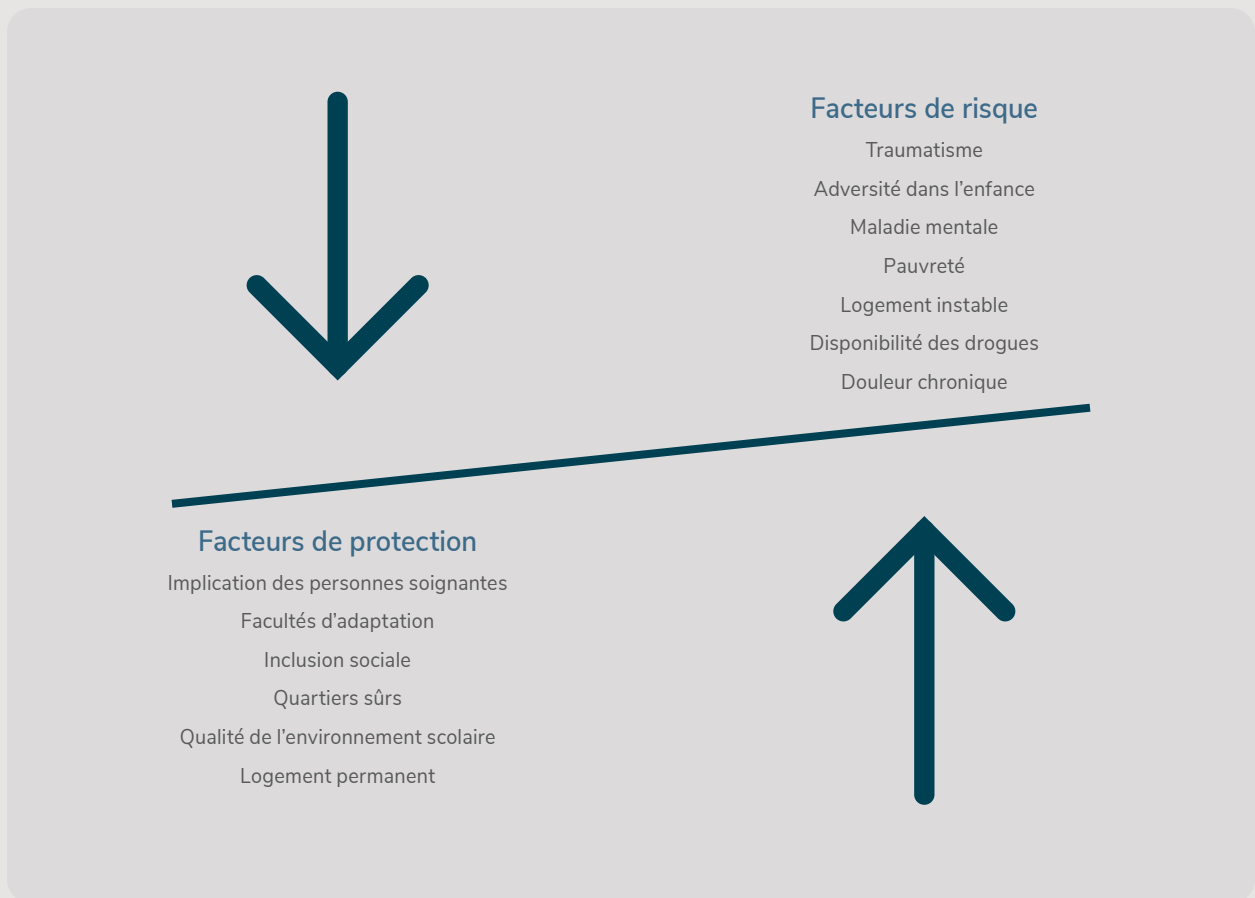 Facteurs de risque
Traumatisme
Adversité dans l’enfance
Maladie mentale
Pauvreté
Logement instable
Disponibilité des drogues
Douleur chronique
Facteurs de protection
Implication des personnes soignantes
Facultés d’adaptation
Inclusion sociale
Quartiers sûrs
Qualité de l’environnement scolaire
Logement permanent